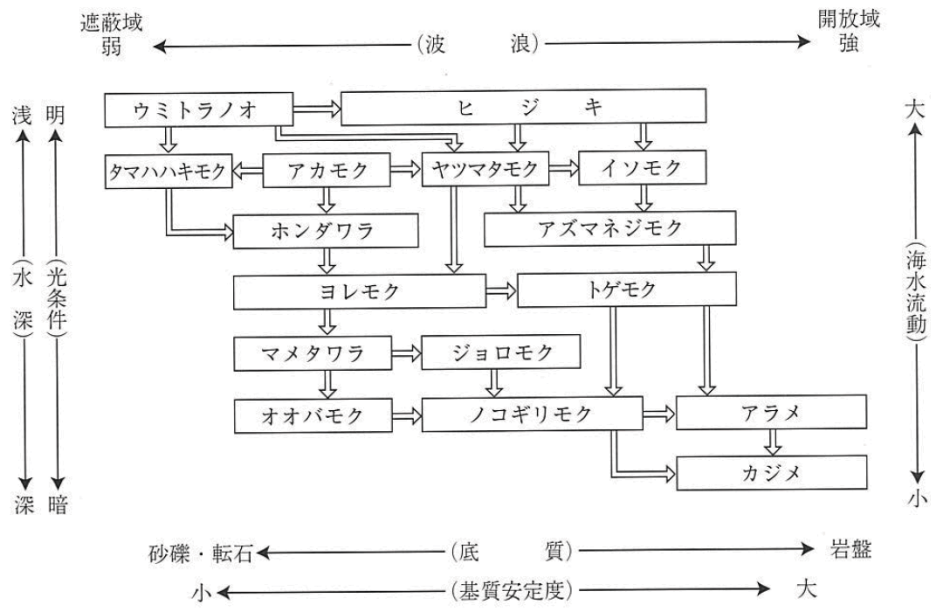 遮蔽域
弱
(波 浪)
開放域
強
浅
明
大
ウミトラノオ
ヒジキ
タマハハキモク
アカモク
ヤツマタモク
イソモク
ホンダワラ
アズマネジモク
(水深)
(光条件)
(海水流動)
ヨレモク
トゲモク
マメタワラ
ジョロモク
オオバモク
ノコギリモク
アラメ
カジメ
深
暗
小
砂礫・転石
(底 質)
岩盤
小
(基質安定度)
大